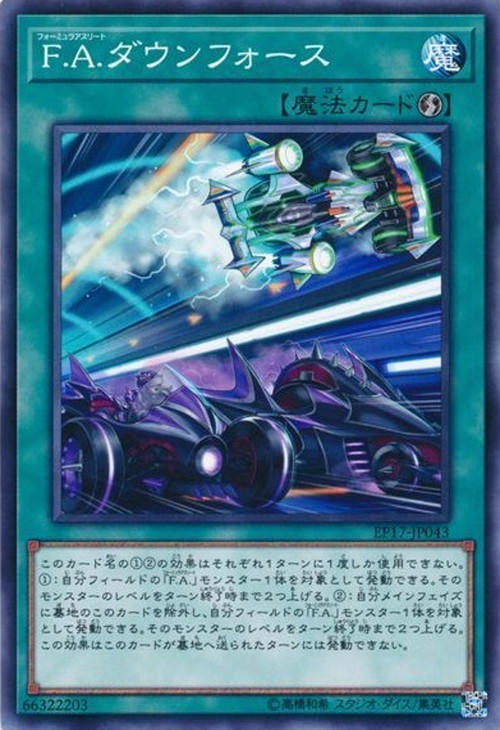 フォーミュラアスリート
F.A.ダウンフォース
魔
【魔法カード】
EP17-JP043
このカード名の①②の効果はそれぞれ1ターンに1度しか使用できない。
①：自分フィールドの「F.A.」モンスター1体を対象として発動できる。その
モンスターのレベルをターン終了時まで2つ上げる。②：自分メインフェイズ
に墓地のこのカードを除外し、自分フィールドの「F.A.」モンスター1体を対象
として発動できる。そのモンスターのレベルをターン終了時まで2つ上げる。
この効果はこのカードが墓地へ送られたターンには発動できない。
66322203
©高橋和希 スタジオ・ダイス/集英社